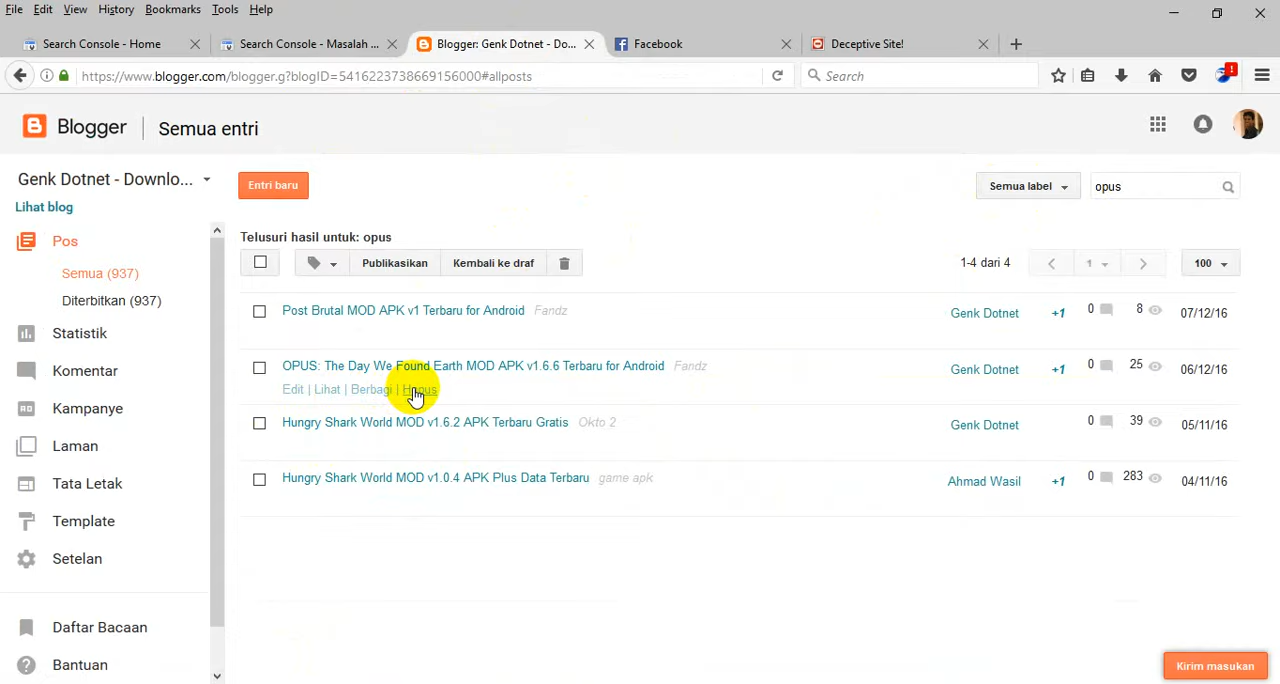 File Edit View History Bookmarks Tools Help
Search Console - Home
Search Console - Masalah ...
Blogger: Genk Dotnet - Do...
Facebook
Deceptive Site!
https://www.blogger.com/blogger.g?blogID=5416223738669156000#allposts
Search
Blogger
Semua entri
Genk Dotnet - Downlo...
Lihat blog
Entri baru
Semua label
opus
Pos
Semua (937)
Diterbitkan (937)
Statistik
Komentar
Kampanye
Laman
Tata Letak
Template
Setelan
Daftar Bacaan
Bantuan
Telusuri hasil untuk: opus
Publikasikan
Kembali ke draf
1-4 dari 4
1
100
Post Brutal MOD APK v1 Terbaru for Android Fandz
Genk Dotnet +1 0 8 07/12/16
OPUS: The Day We Found Earth MOD APK v1.6.6 Terbaru for Android Fandz
Edit | Lihat | Berbagi | Hapus
Genk Dotnet +1 0 25 06/12/16
Hungry Shark World MOD v1.6.2 APK Terbaru Gratis Okto 2
Genk Dotnet 0 39 05/11/16
Hungry Shark World MOD v1.0.4 APK Plus Data Terbaru game apk
Ahmad Wasil +1 0 283 04/11/16
Kirim masukan